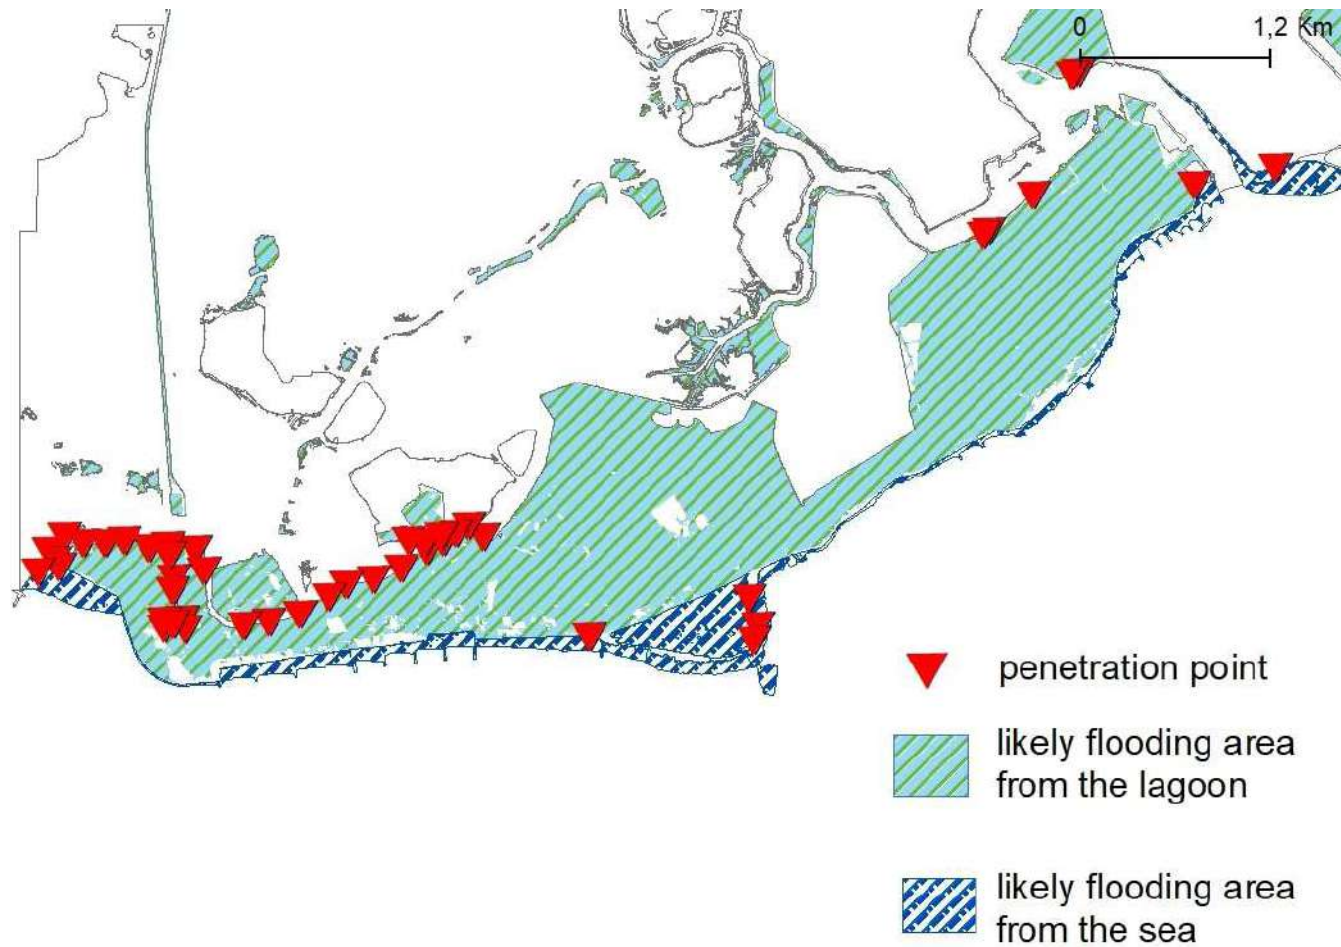 0 1,2 Km
penetration point
likely flooding area
from the lagoon
likely flooding area
from the sea